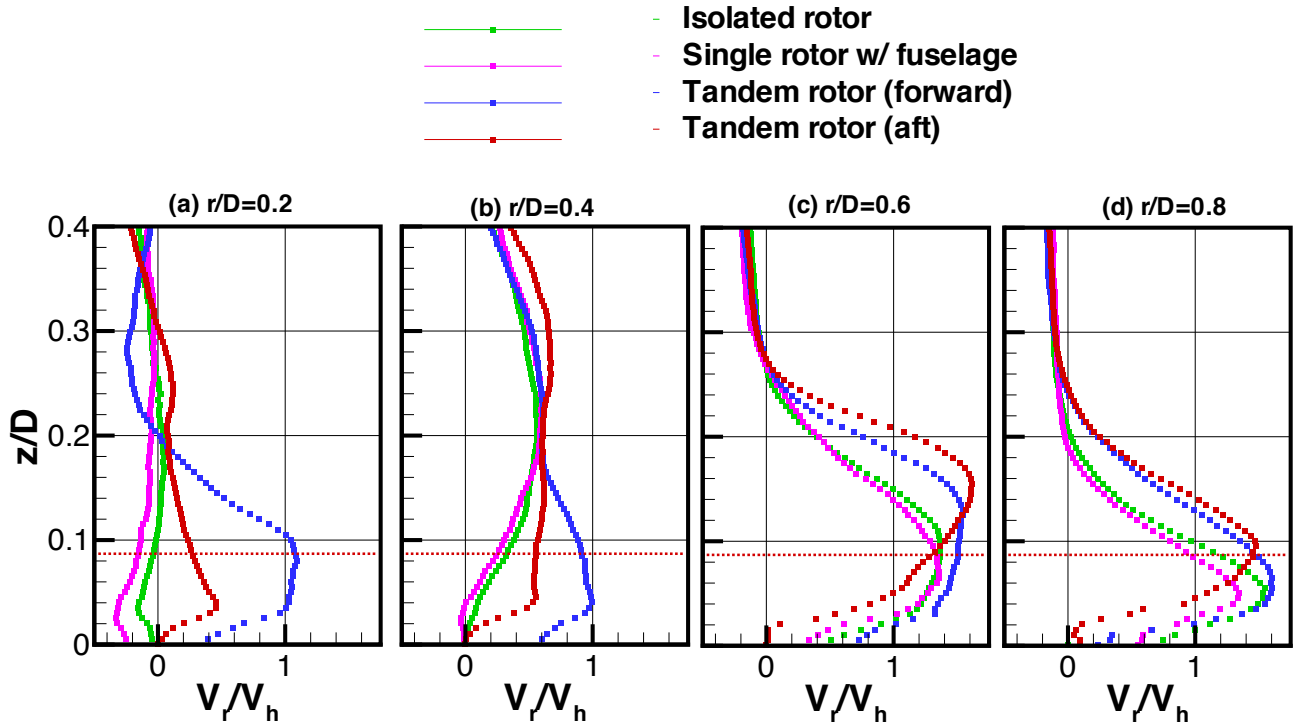 Isolated rotor
Single rotor w/ fuselage
Tandem rotor (forward)
Tandem rotor (aft)
(a) r/D=0.2
(b) r/D=0.4
(c) r/D=0.6
(d) r/D=0.8
0.4
0.3
0.2
0.1
0
z/D
0 1
0 1
0 1
0 1
Vr/Vh
Vr/Vh
Vr/Vh
Vr/Vh